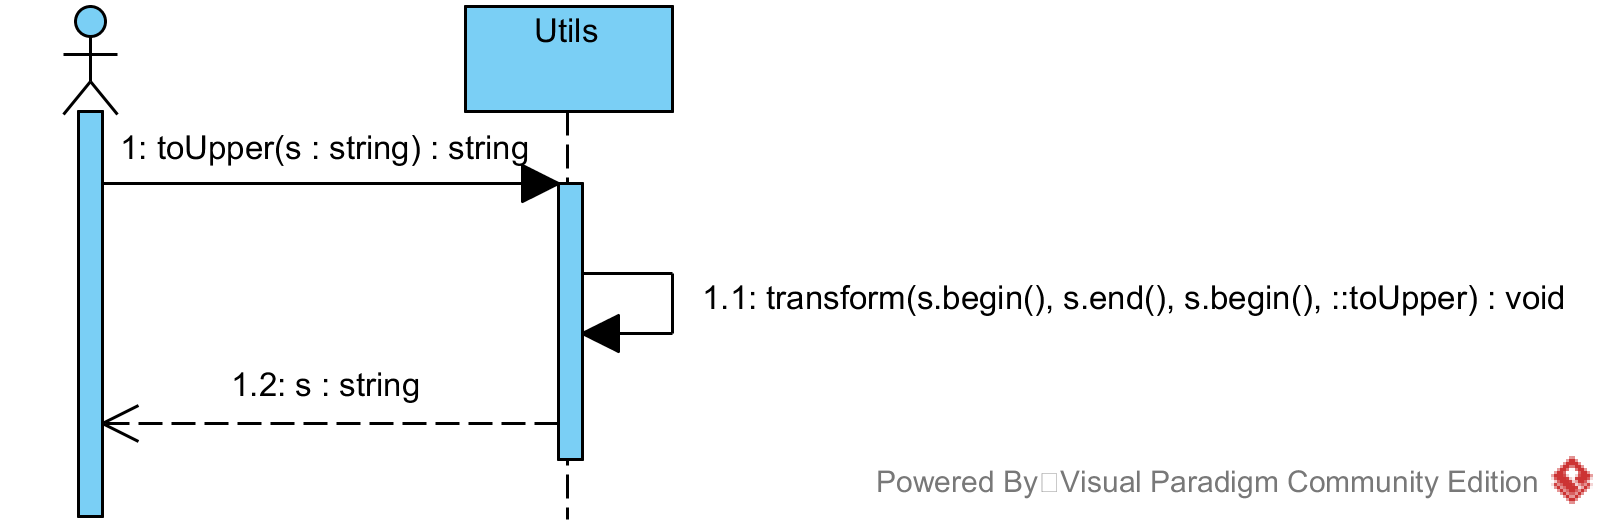 Utils
1: toUpper(s : string) : string
1.1: transform(s.begin(), s.end(), s.begin(), ::toUpper) : void
1.2: s : string
Powered By Visual Paradigm Community Edition